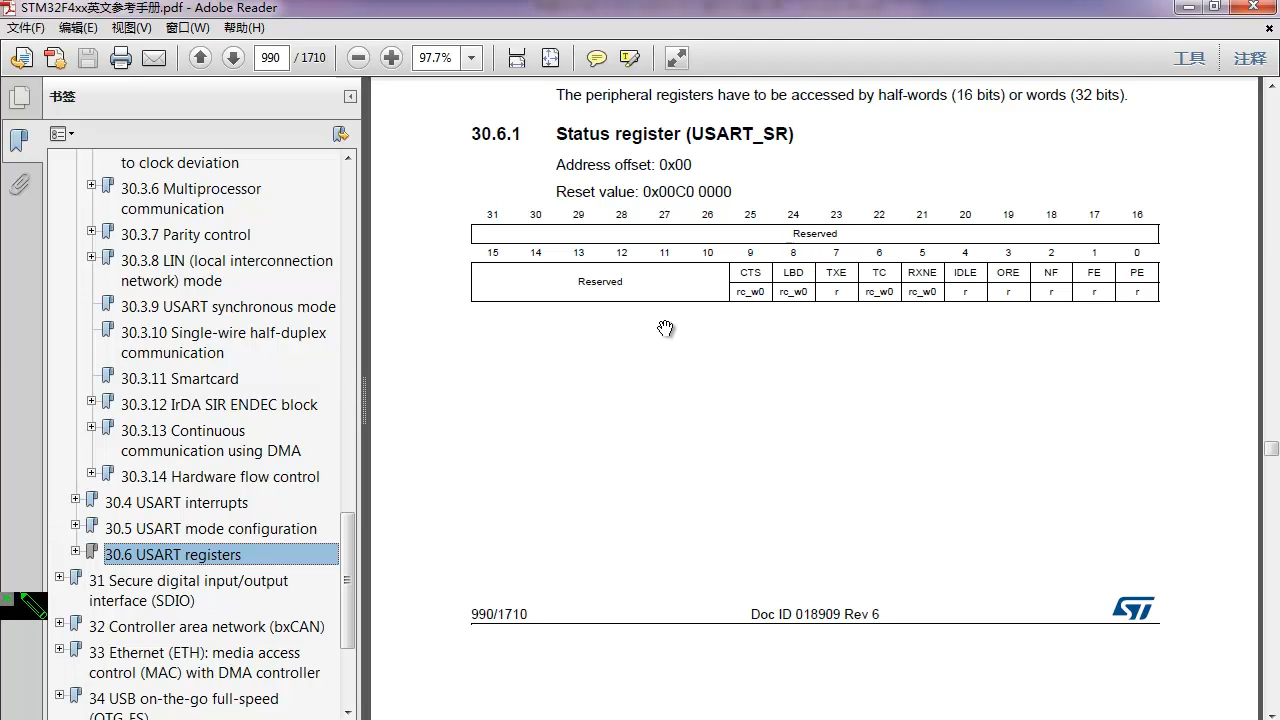 STM32F4xx英文参考手册.pdf - Adobe Reader
文件(F) 编辑(E) 视图(V) 窗口(W) 帮助(H)
990 / 1710 97.7% 工具 注释
书签
to clock deviation
30.3.6 Multiprocessor
communication
30.3.7 Parity control
30.3.8 LIN (local interconnection
network) mode
30.3.9 USART synchronous mode
30.3.10 Single-wire half-duplex
communication
30.3.11 Smartcard
30.3.12 IrDA SIR ENDEC block
30.3.13 Continuous
communication using DMA
30.3.14 Hardware flow control
30.4 USART interrupts
30.5 USART mode configuration
30.6 USART registers
31 Secure digital input/output
interface (SDIO)
32 Controller area network (bxCAN)
33 Ethernet (ETH): media access
control (MAC) with DMA controller
34 USB on-the-go full-speed
(OTG_FS)
The peripheral registers have to be accessed by half-words (16 bits) or words (32 bits).
30.6.1 Status register (USART_SR)
Address offset: 0x00
Reset value: 0x00C0 0000
31 30 29 28 27 26 25 24 23 22 21 20 19 18 17 16
Reserved
15 14 13 12 11 10 9 8 7 6 5 4 3 2 1 0
Reserved CTS LBD TXE TC RXNE IDLE ORE NF FE PE
rc_w0 rc_w0 r rc_w0 rc_w0 r r r r r
990/1710 Doc ID 018909 Rev 6 ST